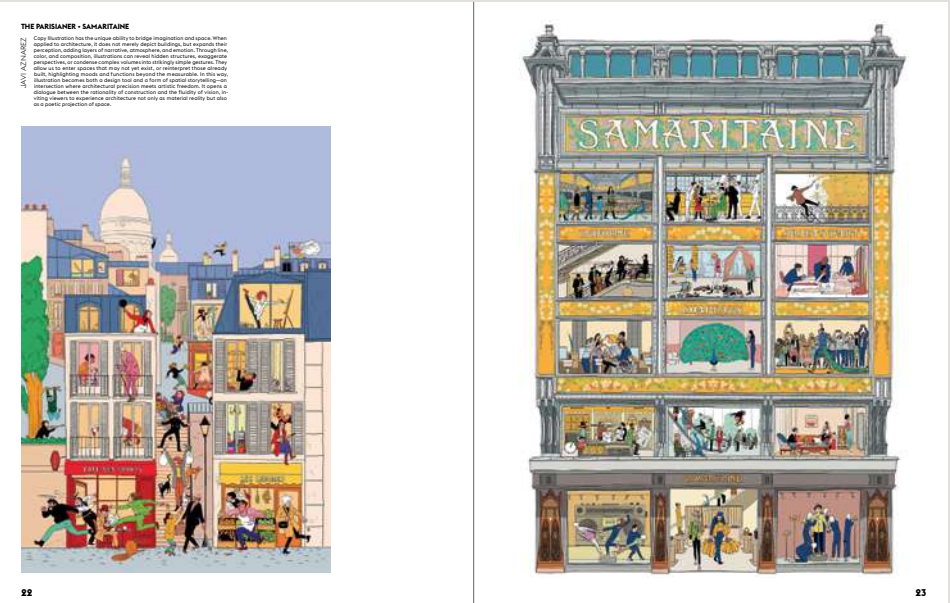 THE PARISIANER • SAMARITAINE
JAVI AZNAREZ
Copy Illustration has the unique ability to bridge imagination and space. When
applied to architecture, it does not merely depict buildings, but expands their
perception, adding layers of narrative, atmosphere, and emotion. Through line,
color, and composition, illustrations can reveal hidden structures, exaggerate
perspectives, or condense complex volumes into strikingly simple gestures. They
allow us to enter spaces that may not yet exist, or reinterpret those already
built, highlighting moods and functions beyond the measurable. In this way,
illustration becomes both a design tool and a form of spatial storytelling—an
intersection where architectural precision meets artistic freedom. It opens a
dialogue between the rationality of construction and the fluidity of vision, in-
viting viewers to experience architecture not only as material reality but also
as a poetic projection of space.
22
SAMARITAINE
SAMARITAINE
23